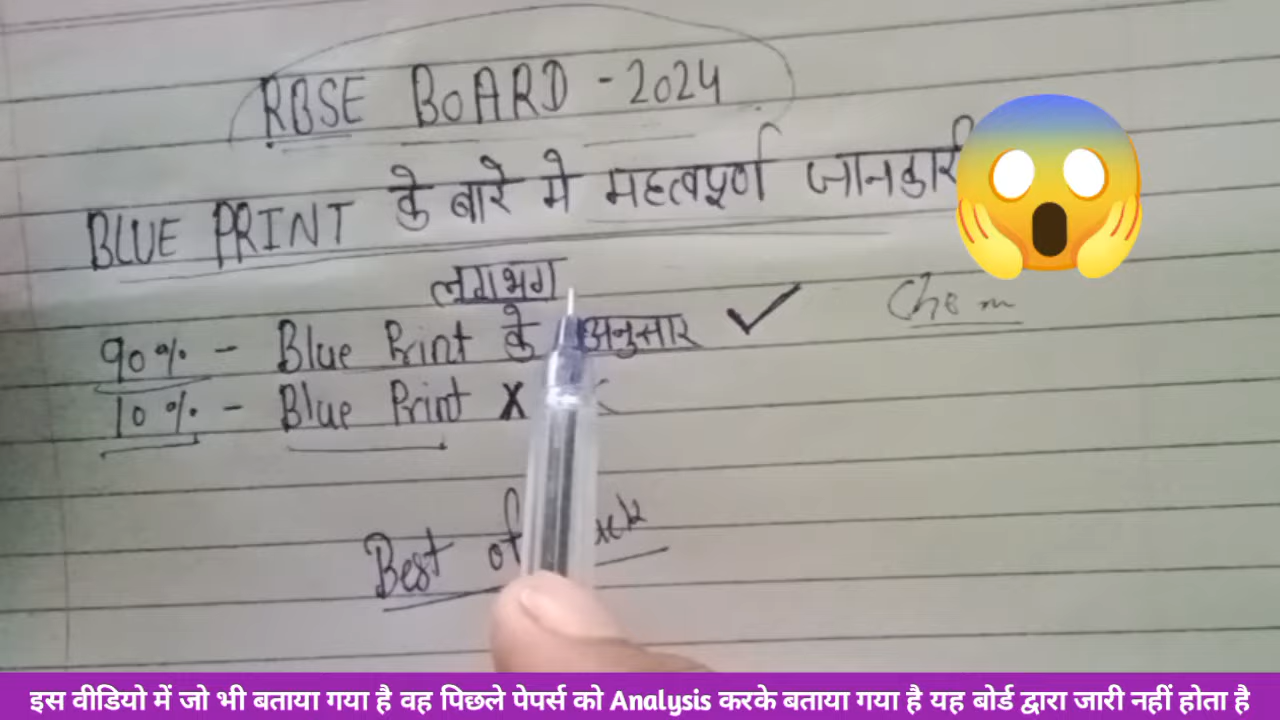 RBSE BOARD - 2024
BLUE PRINT के बारे मे महत्वपूर्ण जानकारी
लगभग
90% - Blue Print के अनुसार ✓
Chem
10% - Blue Print X
Best of
इस वीडियो में जो भी बताया गया है वह पिछले पेपर्स को Analysis करके बताया गया है यह बोर्ड द्वारा जारी नहीं होता है